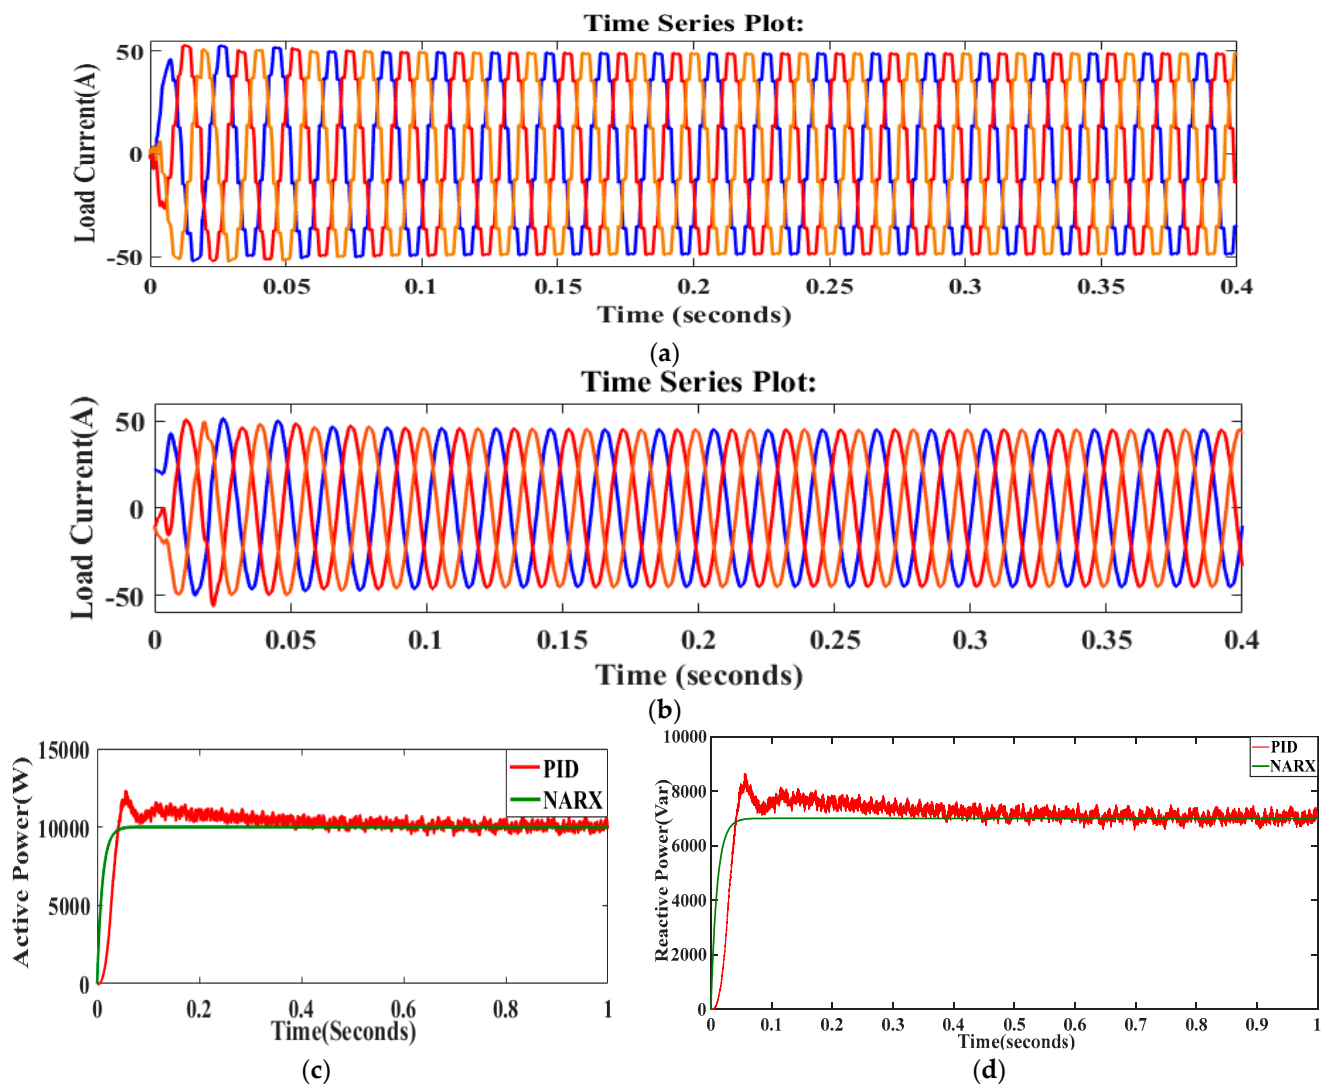 Time Series Plot:
Load Current(A)
50
0
-50
0 0.05 0.1 0.15 0.2 0.25 0.3 0.35 0.4
Time (seconds)
(a)
Time Series Plot:
Load Current(A)
50
0
-50
0 0.05 0.1 0.15 0.2 0.25 0.3 0.35 0.4
Time (seconds)
(b)
Active Power(W)
15000
10000
5000
0
PID
NARX
0 0.2 0.4 0.6 0.8 1
Time(Seconds)
(c)
Reactive Power(Var)
10000
8000
6000
4000
2000
0
PID
NARX
0 0.1 0.2 0.3 0.4 0.5 0.6 0.7 0.8 0.9 1
Time(seconds)
(d)